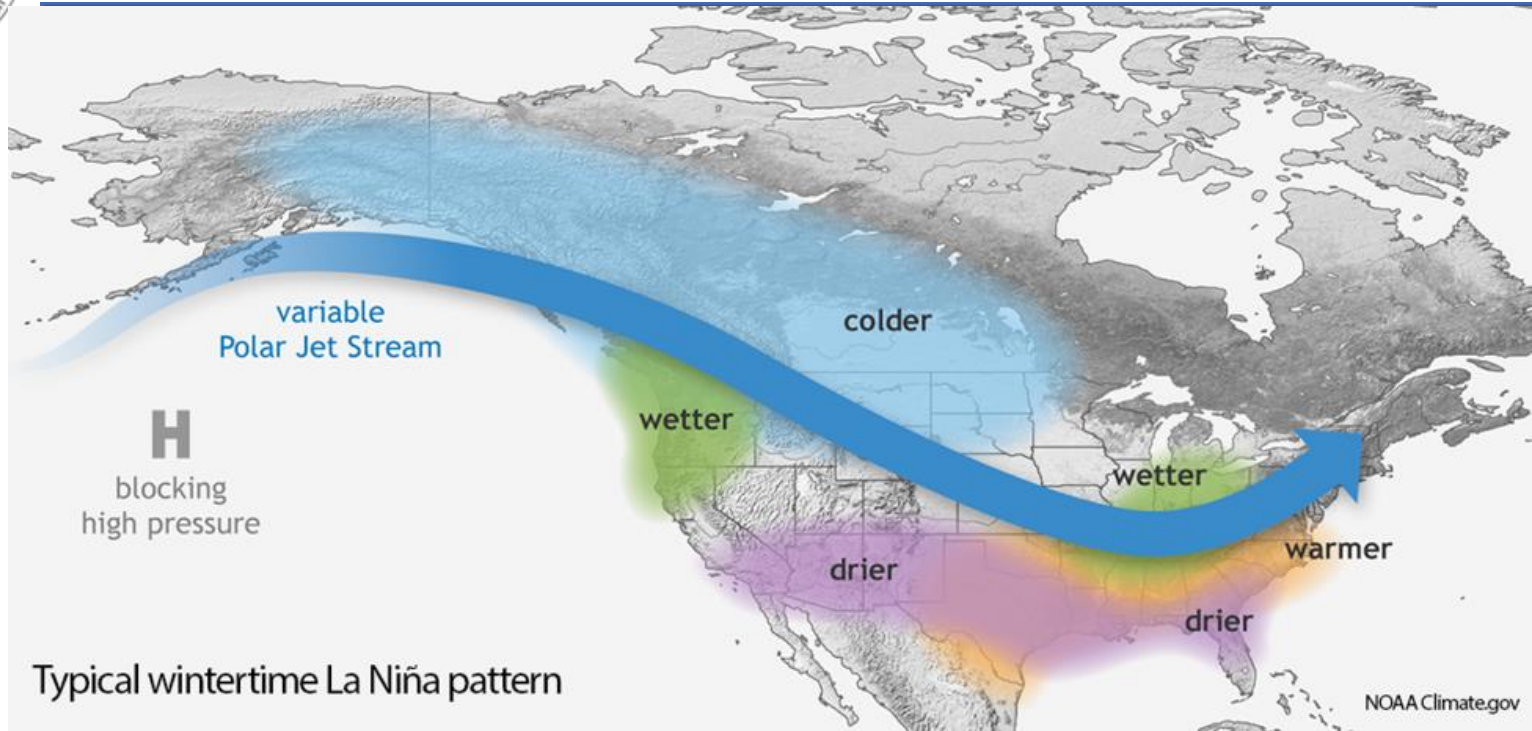 variable
Polar Jet Stream
colder
H
blocking
high pressure
wetter
wetter
warmer
drier
drier
Typical wintertime La Niña pattern
NOAA Climate.gov